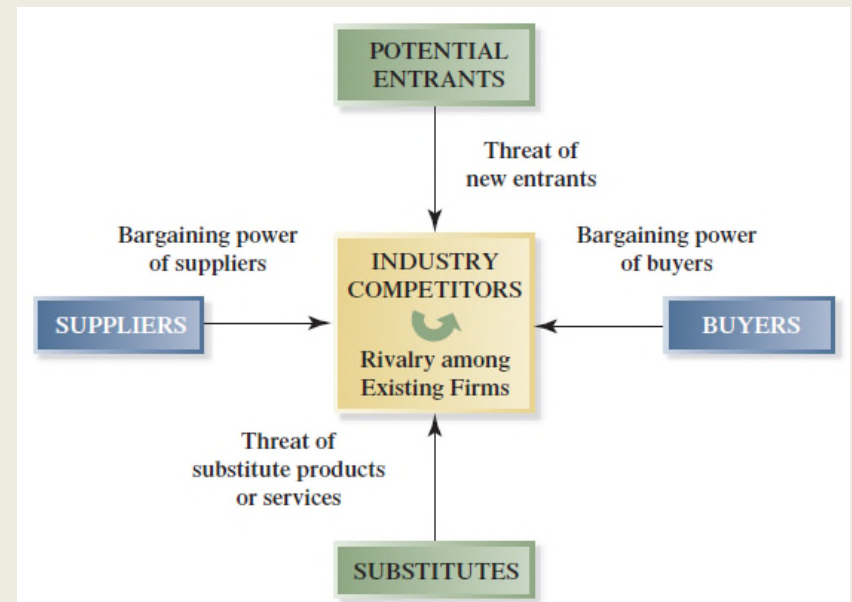 POTENTIAL
ENTRANTS
Threat of
new entrants
Bargaining power
of suppliers
Bargaining power
of buyers
SUPPLIERS
INDUSTRY
COMPETITORS
Rivalry among
Existing Firms
BUYERS
Threat of
substitute products
or services
SUBSTITUTES